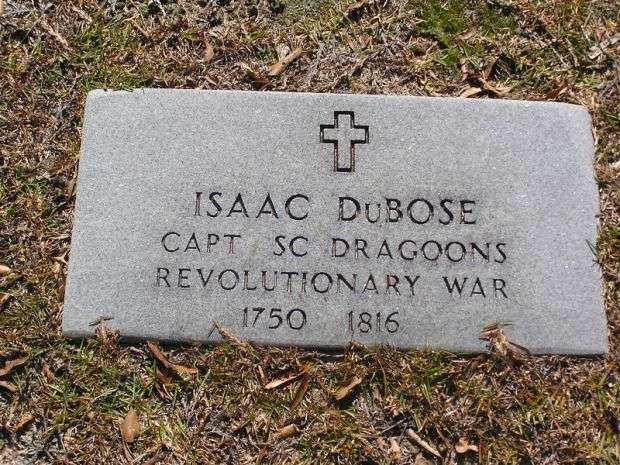 ISAAC DuBOSE
CAPT SC DRAGOONS
REVOLUTIONARY WAR
1750 1816